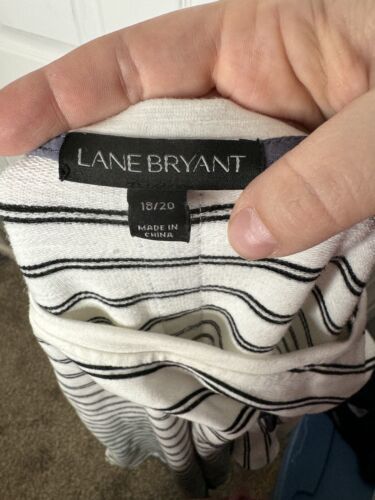 LANE BRYANT
18/20
MADE IN
CHINA